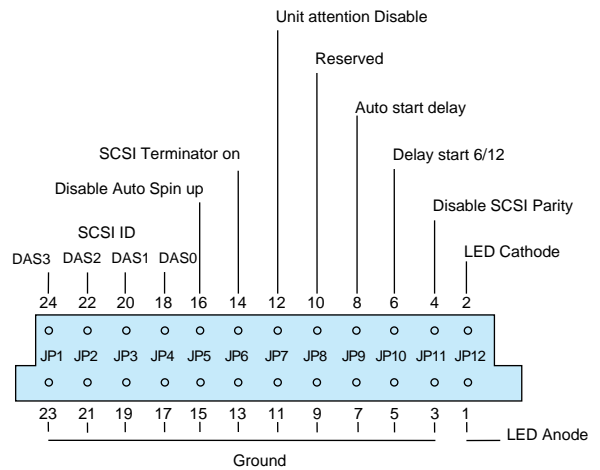 Unit attention Disable
Reserved
Auto start delay
SCSI Terminator on
Delay start 6/12
Disable Auto Spin up
Disable SCSI Parity
SCSI ID
LED Cathode
DAS3 DAS2 DAS1 DAS0
24 22 20 18 16 14 12 10 8 6 4 2
JP1 JP2 JP3 JP4 JP5 JP6 JP7 JP8 JP9 JP10 JP11 JP12
23 21 19 17 15 13 11 9 7 5 3 1
LED Anode
Ground